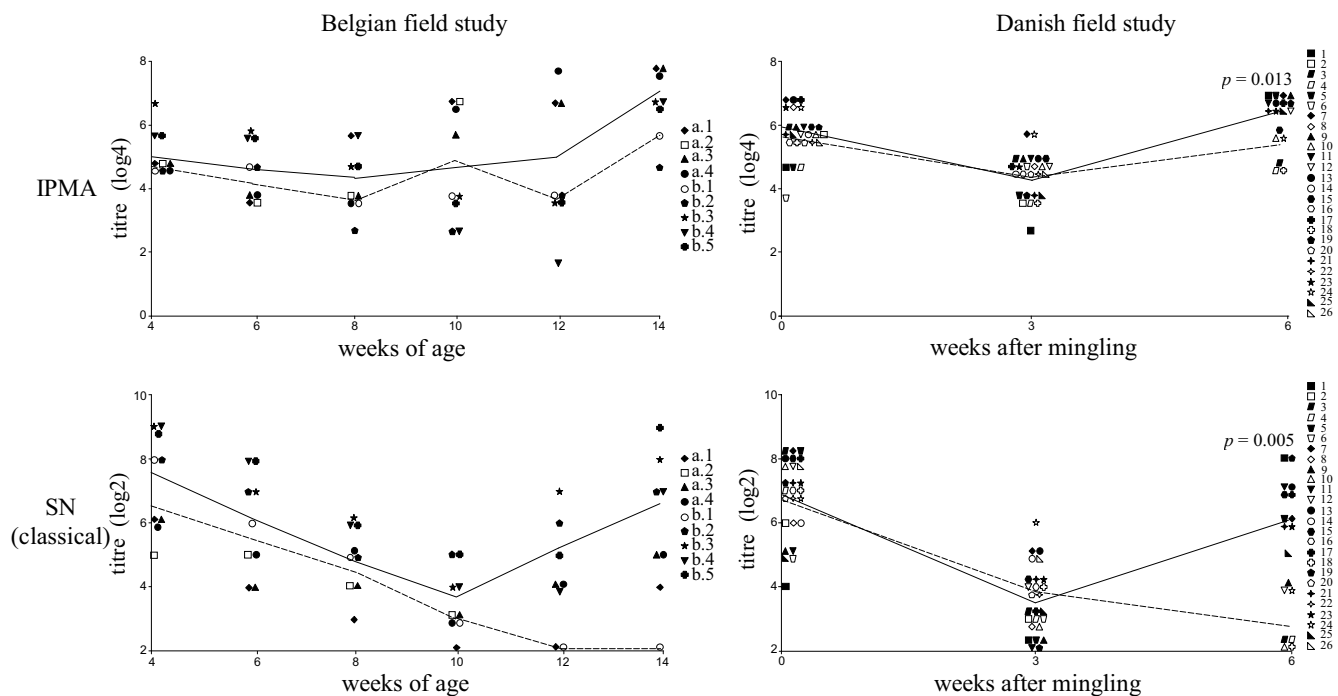 Belgian field study
Danish field study
IPMA
titre (log4)
8
6
4
2
0
4 6 8 10 12 14
weeks of age
a.1
a.2
a.3
a.4
b.1
b.2
b.3
b.4
b.5
titre (log4)
8
6
4
2
0
p = 0.013
0 3 6
weeks after mingling
1
2
3
4
5
6
7
8
9
10
11
12
13
14
15
16
17
18
19
20
21
22
23
24
25
26
SN
(classical)
titre (log2)
10
8
6
4
2
4 6 8 10 12 14
weeks of age
a.1
a.2
a.3
a.4
b.1
b.2
b.3
b.4
b.5
titre (log2)
10
8
6
4
2
p = 0.005
0 3 6
weeks after mingling
1
2
3
4
5
6
7
8
9
10
11
12
13
14
15
16
17
18
19
20
21
22
23
24
25
26